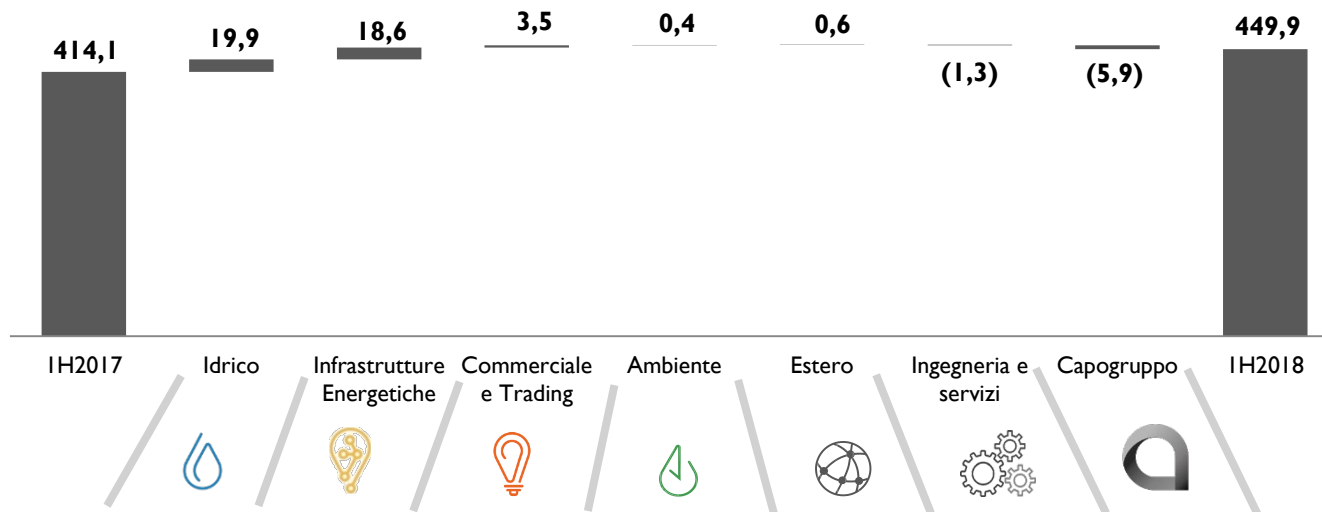 414,1
19,9
18,6
3,5
0,4
0,6
(1,3)
(5,9)
449,9
1H2017
Idrico
Infrastrutture
Energetiche
Commerciale
e Trading
Ambiente
Estero
Ingegneria e
servizi
Capogruppo
1H2018